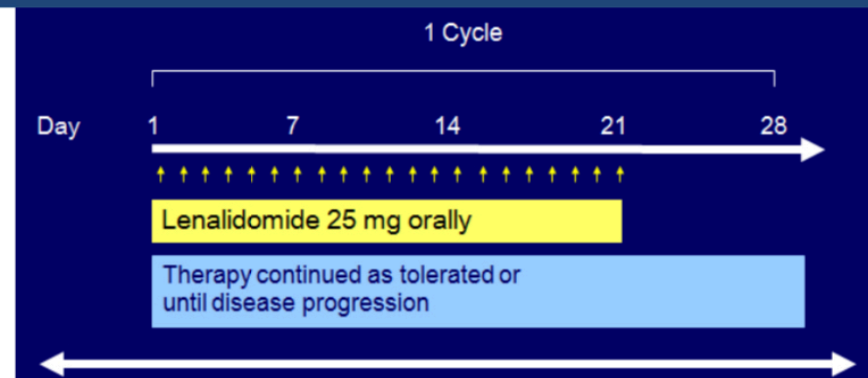 1 Cycle
Day 1 7 14 21 28
Lenalidomide 25 mg orally
Therapy continued as tolerated or
until disease progression